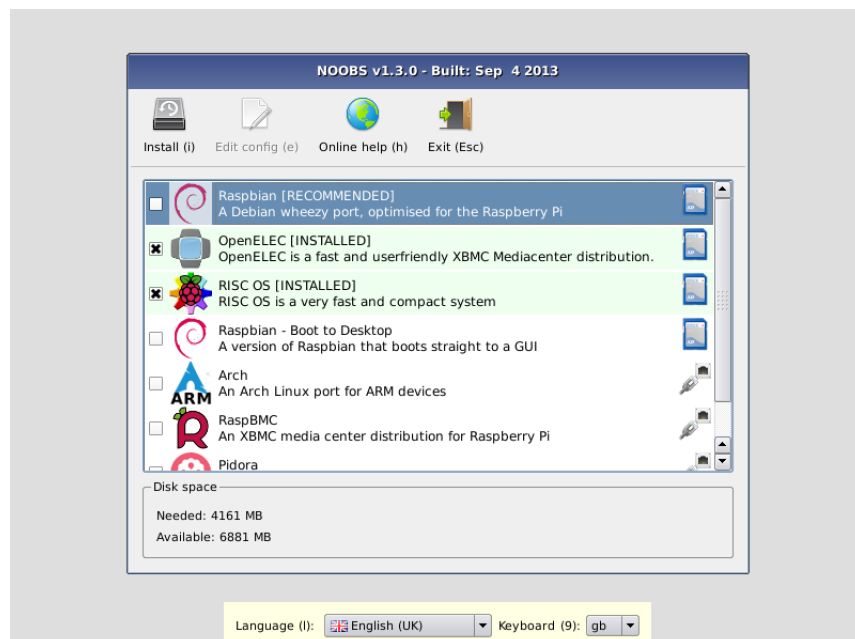 NOOBS v1.3.0 - Built: Sep  4 2013
Install (i)
Edit config (e)
Online help (h)
Exit (Esc)
Raspbian [RECOMMENDED]
A Debian wheezy port, optimised for the Raspberry Pi
OpenELEC [INSTALLED]
OpenELEC is a fast and userfriendly XBMC Mediacenter distribution.
RISC OS [INSTALLED]
RISC OS is a very fast and compact system
Raspbian - Boot to Desktop
A version of Raspbian that boots straight to a GUI
ARM
Arch
An Arch Linux port for ARM devices
RaspBMC
An XBMC media center distribution for Raspberry Pi
Pidora
Disk space
Needed: 4161 MB
Available: 6881 MB
Language (l): English (UK) Keyboard (9): gb